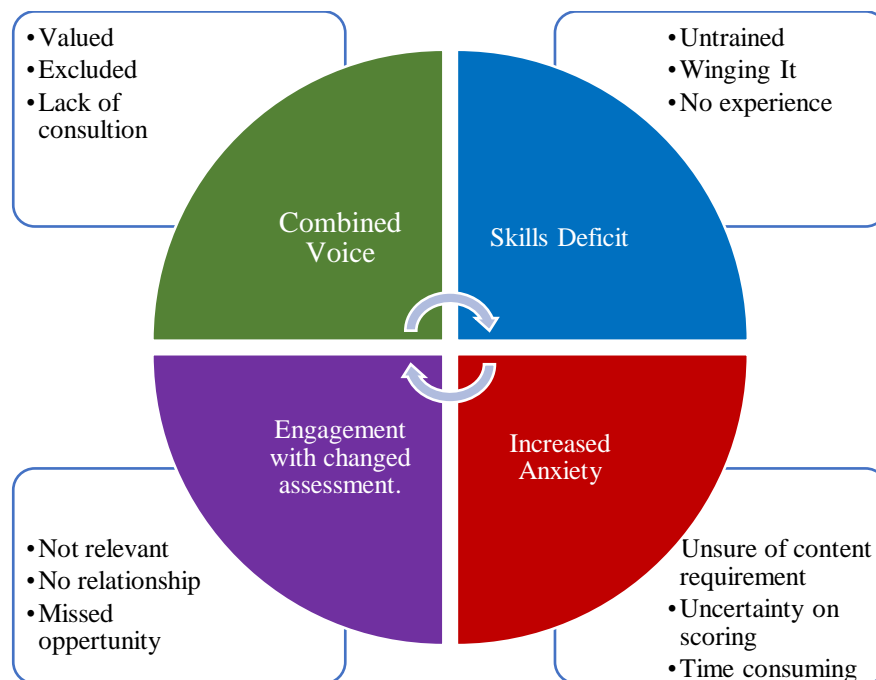 •Valued
•Excluded
•Lack of
consultion
•Untrained
•Winging It
•No experience
Combined
Voice
Skills Deficit
Engagement
with changed
assessment.
Increased
Anxiety
•Not relevant
•No relationship
•Missed
oppertunity
Unsure of content
requirement
•Uncertainty on
scoring
•Time consuming